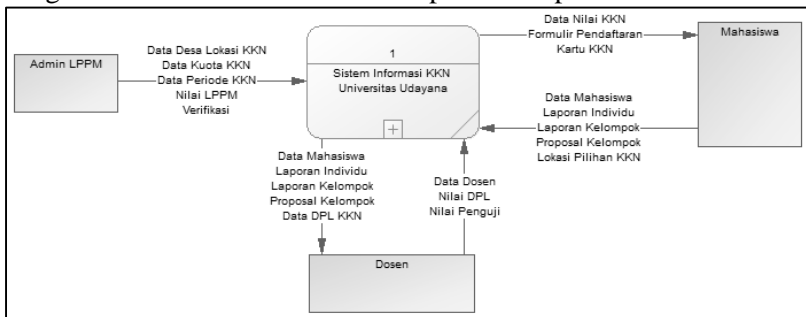 Admin LPPM
Data Desa Lokasi KKN
Data Kuota KKN
Data Periode KKN
Nilai LPPM
Verifikasi
1
Sistem Informasi KKN
Universitas Udayana
Data Nilai KKN
Formulir Pendaftaran
Kartu KKN
Mahasiswa
Data Mahasiswa
Laporan Individu
Laporan Kelompok
Proposal Kelompok
Lokasi Pilihan KKN
Data Mahasiswa
Laporan Individu
Laporan Kelompok
Proposal Kelompok
Data DPL KKN
Data Dosen
Nilai DPL
Nilai Penguji
Dosen